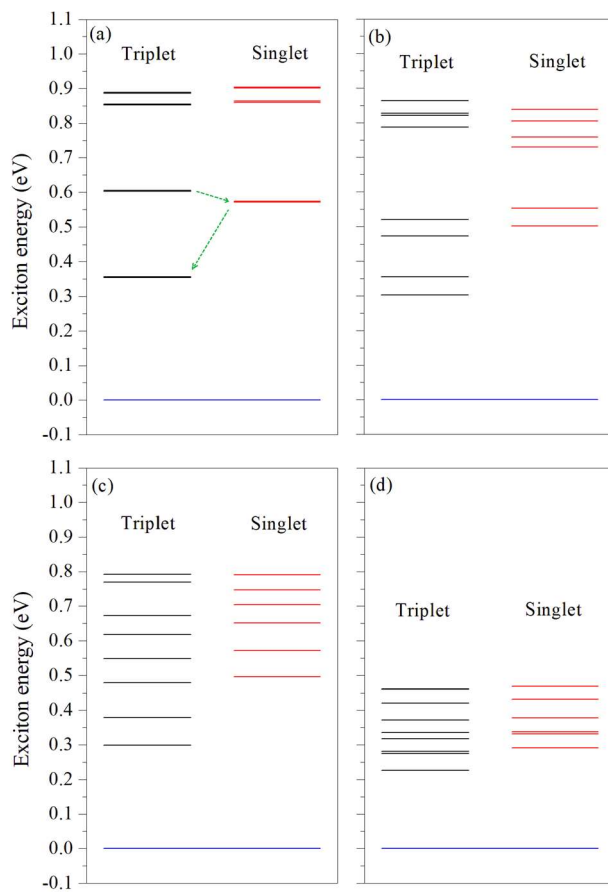 1.1
(a)
(b)
1.0
Triplet
Singlet
Triplet
Singlet
0.9
0.8
0.7
0.6
0.5
0.4
0.3
0.2
0.1
0.0
-0.1
Exciton energy (eV)
1.1
(c)
(d)
1.0
Triplet
Singlet
0.9
0.8
0.7
Triplet
Singlet
0.6
0.5
0.4
0.3
0.2
0.1
0.0
-0.1
Exciton energy (eV)